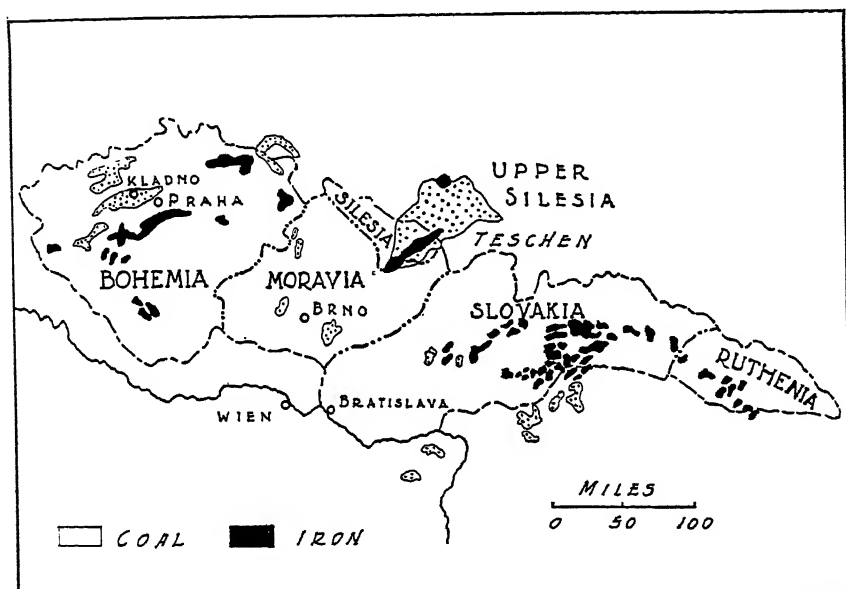 UPPER
SILESIA
KLADNO
PRAHA
SILESIA
TESCHEN
BOHEMIA
MORAVIA
BRNO
SLOVAKIA
RUTHENIA
WIEN
BRATISLAVA
MILES
0 50 100
COAL
IRON